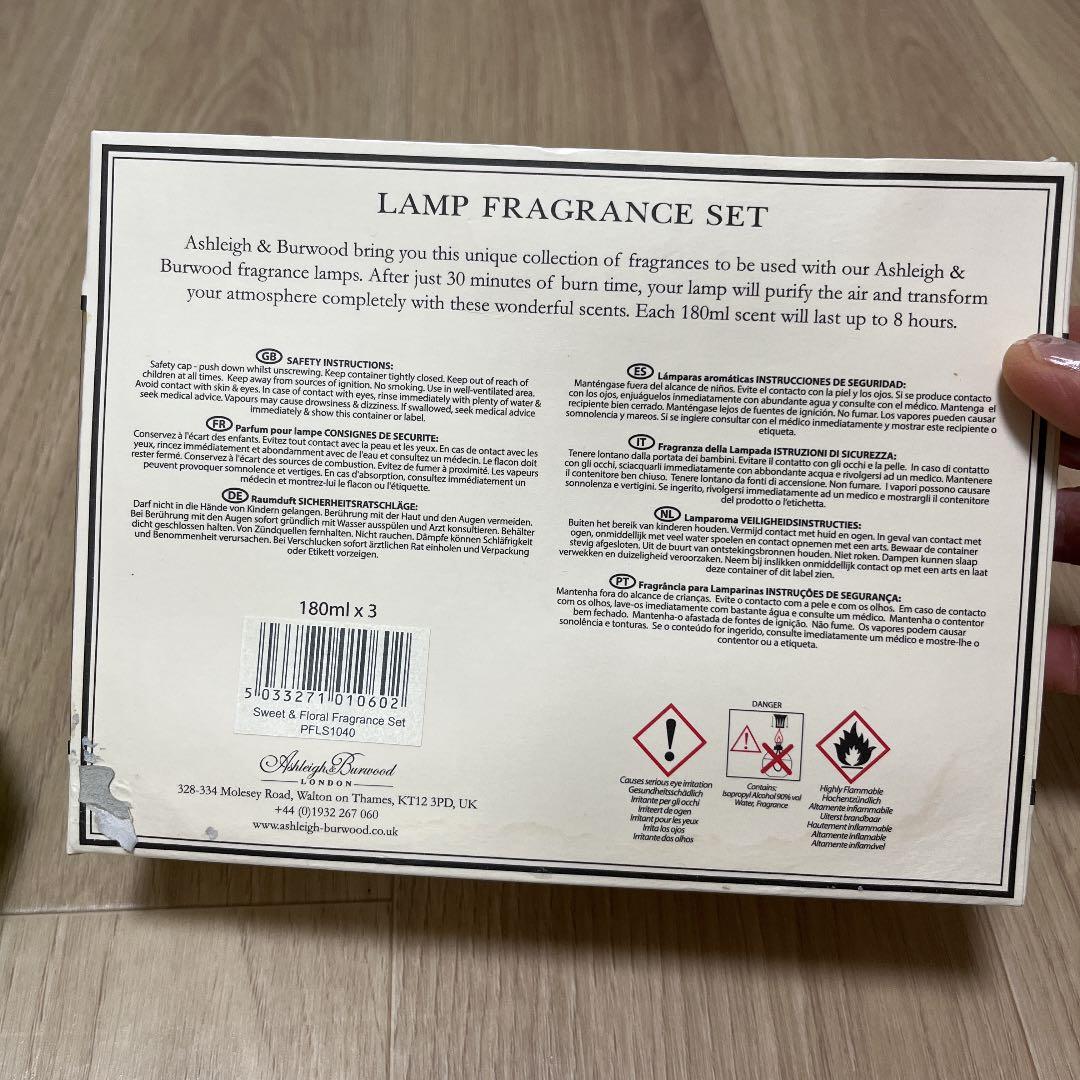 LAMP FRAGRANCE SET
Ashleigh & Burwood bring you this unique collection of fragrances to be used with our Ashleigh &
Burwood fragrance lamps. After just 30 minutes of burn time, your lamp will purify the air and transform
your atmosphere completely with these wonderful scents. Each 180ml scent will last up to 8 hours.
GB SAFETY INSTRUCTIONS:
Safety cap - push down whilst unscrewing. Keep container tightly closed. Keep out of reach of
children at all times. Keep away from sources of ignition. No smoking. Use in well-ventilated area.
Avoid contact with skin & eyes. In case of contact with eyes, rinse immediately with plenty of water &
seek medical advice. Vapours may cause drowsiness & dizziness. If swallowed, seek medical advice
immediately & show this container or label.
FR Parfum pour lampe CONSIGNES DE SECURITE:
Conservez à l'écart des enfants. Evitez tout contact avec la peau et les yeux. En cas de ontact avec les
yeux, rincez immédiatement et abondamment avec de l'eau et consultez un médecin. Le flacon doit
rester fermé. Conservez à l'écart des sources de combustion. Evitez de fumer à proximité. Les vapeurs
peuvent provoquer somnolence et vertiges. En cas d'absorption, consultez immédiatement un
médecin et montrez-lui le flacon ou l'étiquette.
DE Raumduft SICHERHEITSRATSCHLÄGE:
Darf nicht in die Hände von Kindern gelangen. Berührung mit der Haut und den Augen vermeiden.
Bei Berührung mit den Augen sofort gründlich mit Wasser ausspülen und Arzt konsultieren. Behälter
dicht geschlossen halten. Von Zündquellen fernhalten. Nicht rauchen. Dämpfe können Schläfrigkeit
und Benommenheit verursachen. Bei Verschlucken sofort ärztlichen Rat einholen und Verpackung
oder Etikett vorzeigen.
ES Lámparas aromáticas INSTRUCCIONES DE SEGURIDAD:
Manténgase fuera del alcance de niños. Evite el contacto con la piel y los ojos. Si se produce contacto
con los ojos, enjuáguelos inmediatamente con abundante agua y consulte con el médico. Mantenga el
recipiente bien cerrado. Manténgase lejos de fuentes de ignición. No fumar. Los vapores pueden causar
somnolencia y mareos. Si se ingiere consultar con el médico inmediatamente y mostrar este recipiente o
etiqueta.
IT Fragranza della Lampada ISTRUZIONI DI SICUREZZA:
Tenere lontano dalla portata dei bambini. Evitare il contatto con gli occhi e la pelle. In caso di contatto
con gli occhi, sciacquarli immediatamente con abbondante acqua e rivolgersi ad un medico. Mantenere
il contenitore ben chiuso. Tenere lontano da fonti di accensione. Non fumare. I vapori possono causare
sonnolenza e vertigini. Se ingerito, rivolgersi immediatamente ad un medico e mostrargli il contenitore
del prodotto o l'etichetta.
NL Lamparoma VEILIGHEIDSINSTRUCTIES:
Buiten het bereik van kinderen houden. Vermijd contact met huid en ogen. In geval van contact met
ogen, onmiddellijk met veel water spoelen en contact opnemen met een arts. Bewaar de container
stevig afgesloten. Uit de buurt van ontstekingsbronnen houden. Niet roken. Dampen kunnen slaap
verwekken en duizeligheid veroorzaken. Neem bij inslikken onmiddellijk contact op met een arts en laat
deze container of dit label zien.
PT Fragrância para Lamparinas INSTRUÇÕES DE SEGURANÇA:
Mantenha fora do alcance de crianças. Evite o contacto com a pele e com os olhos. Em caso de contacto
com os olhos, lave-os imediatamente com bastante água e consulte um médico. Mantenha o contentor
bem fechado. Mantenha-o afastada de fontes de ignição. Não fume. Os vapores podem causar
sonolência e tonturas. Se o conteúdo for ingerido, consulte imediatamente um médico e mostre-lhe o
contentor ou a etiqueta.
180ml x 3
5 033271 010602
Sweet & Floral Fragrance Set
PFLS1040
Ashleigh & Burwood
LONDON
328-334 Molesey Road, Walton on Thames, KT12 3PD, UK
+44 (0)1932 267 060
www.ashleigh-burwood.co.uk
Causes serious eye irritation
Gesundheitsschädlich
Irritante per gli occhi
Irriteert de ogen
Irritant pour les yeux
Irrita los ojos
Irritante dos olhos
DANGER
Contains:
Isopropyl Alcohol 90% vol
Water, Fragrance
Highly Flammable
Hochentzündlich
Altamente infiammabile
Uiterst brandbaar
Hautement inflammable
Altamente inflamable
Altamente inflamável